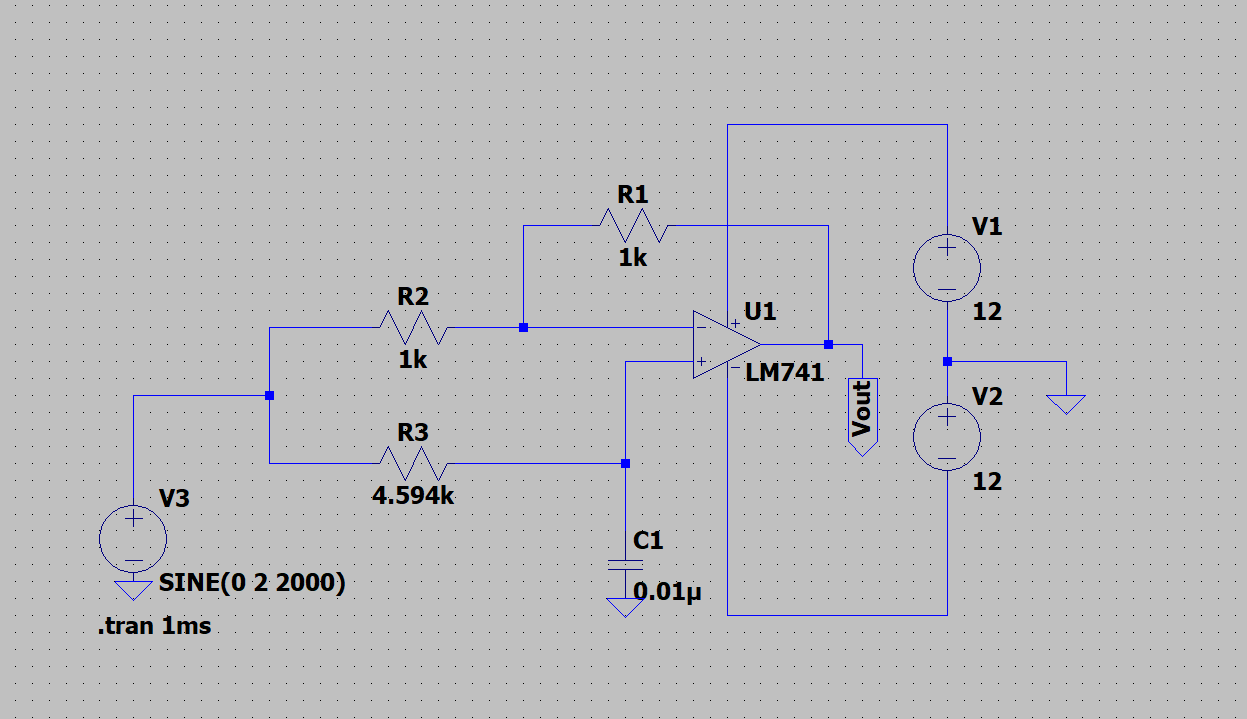 R1
1k
V1
12
R2
1k
U1
LM741
Vout
V2
12
R3
4.594k
V3
SINE(0 2 2000)
C1
0.01µ
.tran 1ms